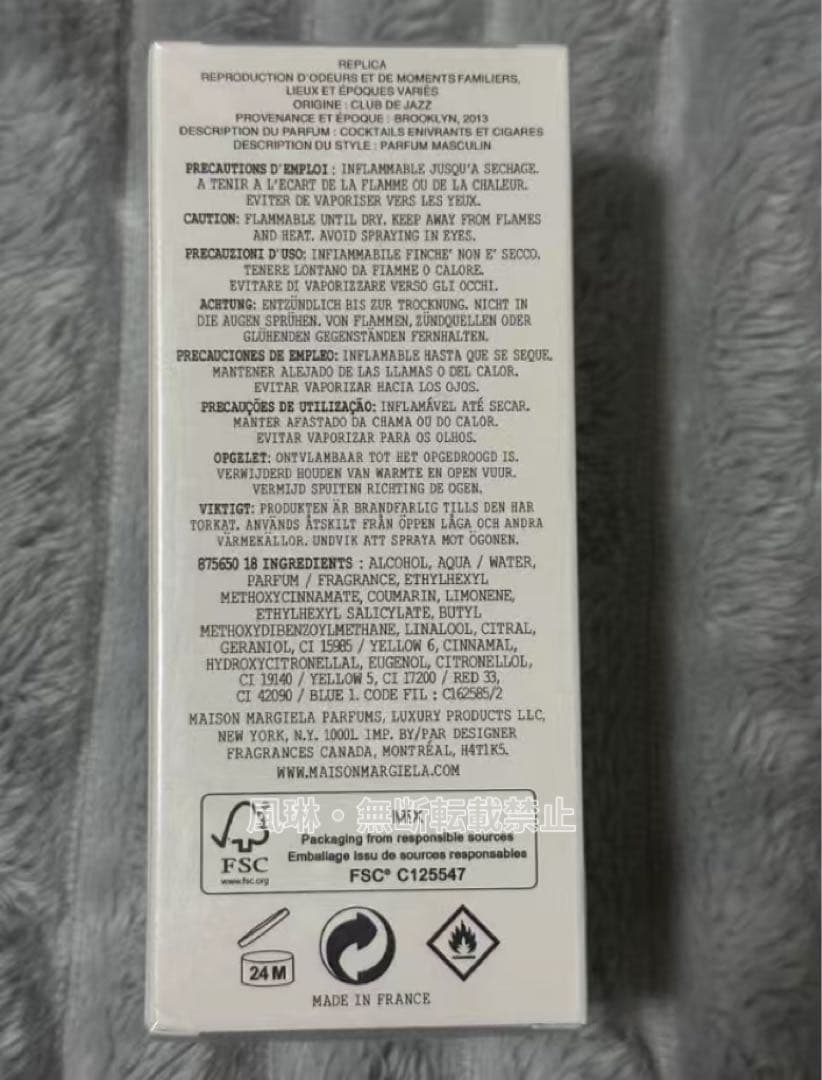 REPLICA
REPRODUCTION D'ODEURS ET DE MOMENTS FAMILIERS,
LIEUX ET ÉPOQUES VARIÉS
ORIGINE : CLUB DE JAZZ
PROVENANCE ET ÉPOQUE : BROOKLYN, 2013
DESCRIPTION DU PARFUM : COCKTAILS ENIVRANTS ET CIGARES
DESCRIPTION DU STYLE : PARFUM MASCULIN
PRECAUTIONS D'EMPLOI : INFLAMMABLE JUSQU'A SECHAGE.
A TENIR A L'ECART DE LA FLAMME OU DE LA CHALEUR.
EVITER DE VAPORISER VERS LES YEUX.
CAUTION: FLAMMABLE UNTIL DRY. KEEP AWAY FROM FLAMES
AND HEAT. AVOID SPRAYING IN EYES.
PRECAUZIONI D'USO: INFIAMMABILE FINCHE' NON E' SECCO.
TENERE LONTANO DA FIAMME O CALORE.
EVITARE DI VAPORIZZARE VERSO GLI OCCHI.
ACHTUNG: ENTZÜNDLICH BIS ZUR TROCKNUNG. NICHT IN
DIE AUGEN SPRÜHEN. VON FLAMMEN, ZÜNDQUELLEN ODER
GLÜHENDEN GEGENSTÄNDEN FERNHALTEN.
PRECAUCIONES DE EMPLEO: INFLAMABLE HASTA QUE SE SEQUE.
MANTENER ALEJADO DE LAS LLAMAS O DEL CALOR.
EVITAR VAPORIZAR HACIA LOS OJOS.
PRECAUÇÕES DE UTILIZAÇÃO: INFLAMÁVEL ATÉ SECAR.
MANTER AFASTADO DA CHAMA OU DO CALOR.
EVITAR VAPORIZAR PARA OS OLHOS.
OPGELET: ONTVLAMBAAR TOT HET OPGEDROOGD IS.
VERWIJDERD HOUDEN VAN WARMTE EN OPEN VUUR.
VERMIJD SPUITEN RICHTING DE OGEN.
VIKTIGT: PRODUKTEN ÄR BRANDFARLIG TILLS DEN HAR
TORKAT. ANVÄNDS ÅTSKILT FRÅN ÖPPEN LÅGA OCH ANDRA
VÄRMEKÄLLOR. UNDVIK ATT SPRAYA MOT ÖGONEN.
875650 18 INGREDIENTS : ALCOHOL, AQUA / WATER,
PARFUM / FRAGRANCE, ETHYLHEXYL
METHOXYCINNAMATE, COUMARIN, LIMONENE,
ETHYLHEXYL SALICYLATE, BUTYL
METHOXYDIBENZOYLMETHANE, LINALOOL, CITRAL,
GERANIOL, CI 15985 / YELLOW 6, CINNAMAL,
HYDROXYCITRONELLAL, EUGENOL, CITRONELLOL,
CI 19140 / YELLOW 5, CI 17200 / RED 33,
CI 42090 / BLUE 1. CODE FIL : C162585/2
MAISON MARGIELA PARFUMS, LUXURY PRODUCTS LLC,
NEW YORK, N.Y. 10001. IMP. BY/PAR DESIGNER
FRAGRANCES CANADA, MONTRÉAL, H4T1K5.
WWW.MAISONMARGIELA.COM
風琳・無断転載禁止
MIX
Packaging from responsible sources
Emballage issu de sources responsables
FSC® C125547
FSC
www.fsc.org
24 M
MADE IN FRANCE